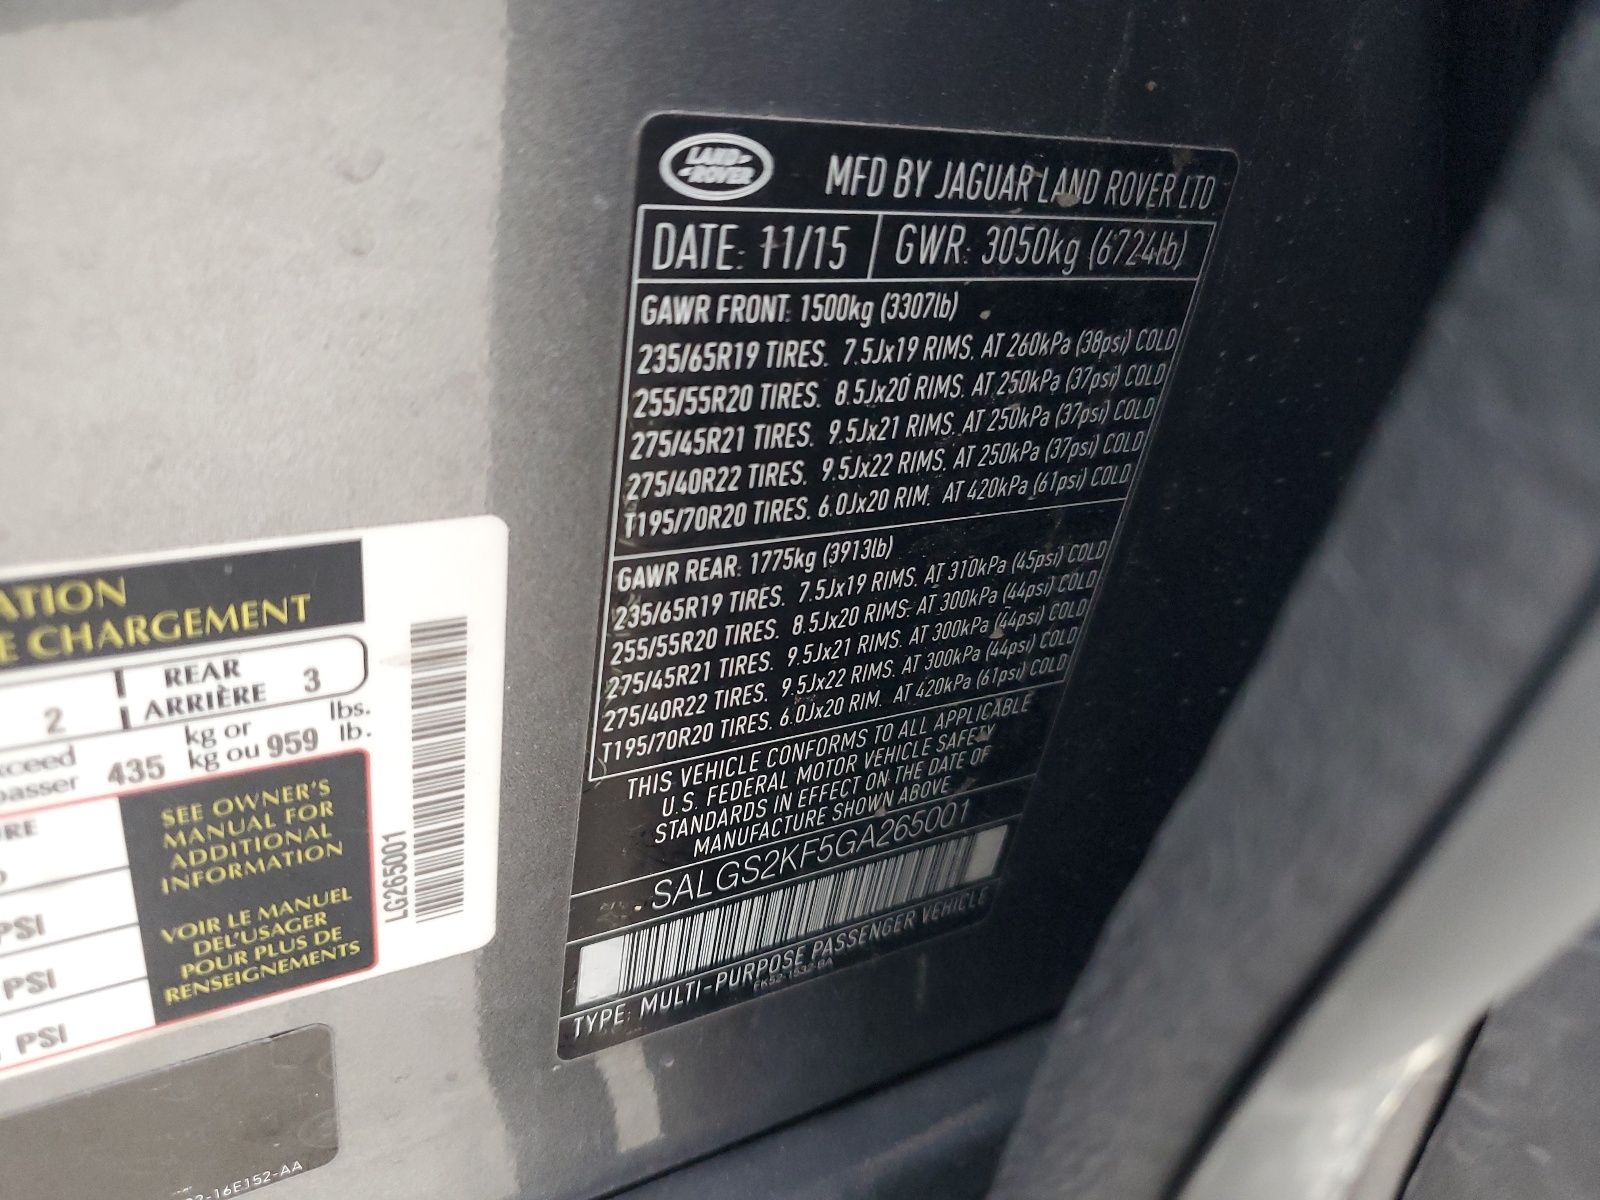 LAND
ROVER
MFD BY JAGUAR LAND ROVER LTD
DATE: 11/15 GWR: 3050kg (6724lb)
GAWR FRONT: 1500kg (3307lb)
235/65R19 TIRES. 7.5Jx19 RIMS. AT 260kPa (38psi) COLD
255/55R20 TIRES. 8.5Jx20 RIMS. AT 250kPa (37psi) COLD
275/45R21 TIRES. 9.5Jx21 RIMS. AT 250kPa (37psi) COLD
275/40R22 TIRES. 9.5Jx22 RIMS. AT 250kPa (37psi) COLD
T195/70R20 TIRES. 6.0Jx20 RIM. AT 420kPa (61psi) COLD
GAWR REAR: 1775kg (3913lb)
235/65R19 TIRES. 7.5Jx19 RIMS. AT 310kPa (45psi) COLD
255/55R20 TIRES. 8.5Jx20 RIMS. AT 300kPa (44psi) COLD
275/45R21 TIRES. 9.5Jx21 RIMS. AT 300kPa (44psi) COLD
275/40R22 TIRES. 9.5Jx22 RIMS. AT 300kPa (44psi) COLD
T195/70R20 TIRES. 6.0Jx20 RIM. AT 420kPa (61psi) COLD
THIS VEHICLE CONFORMS TO ALL APPLICABLE
U.S. FEDERAL MOTOR VEHICLE SAFETY
STANDARDS IN EFFECT ON THE DATE OF
MANUFACTURE SHOWN ABOVE
SALGS2KF5GA265001
TYPE: MULTI-PURPOSE PASSENGER VEHICLE
ATION
E CHARGEMENT
2 REAR
ARRIÈRE 3
xceed
passer 435 kg or
kg ou 959 lbs.
lb.
RE
SEE OWNER'S
MANUAL FOR
ADDITIONAL
INFORMATION
VOIR LE MANUEL
DEL'USAGER
POUR PLUS DE
RENSEIGNEMENTS
PSI
PSI
PSI
LG265001
-16E152-AA